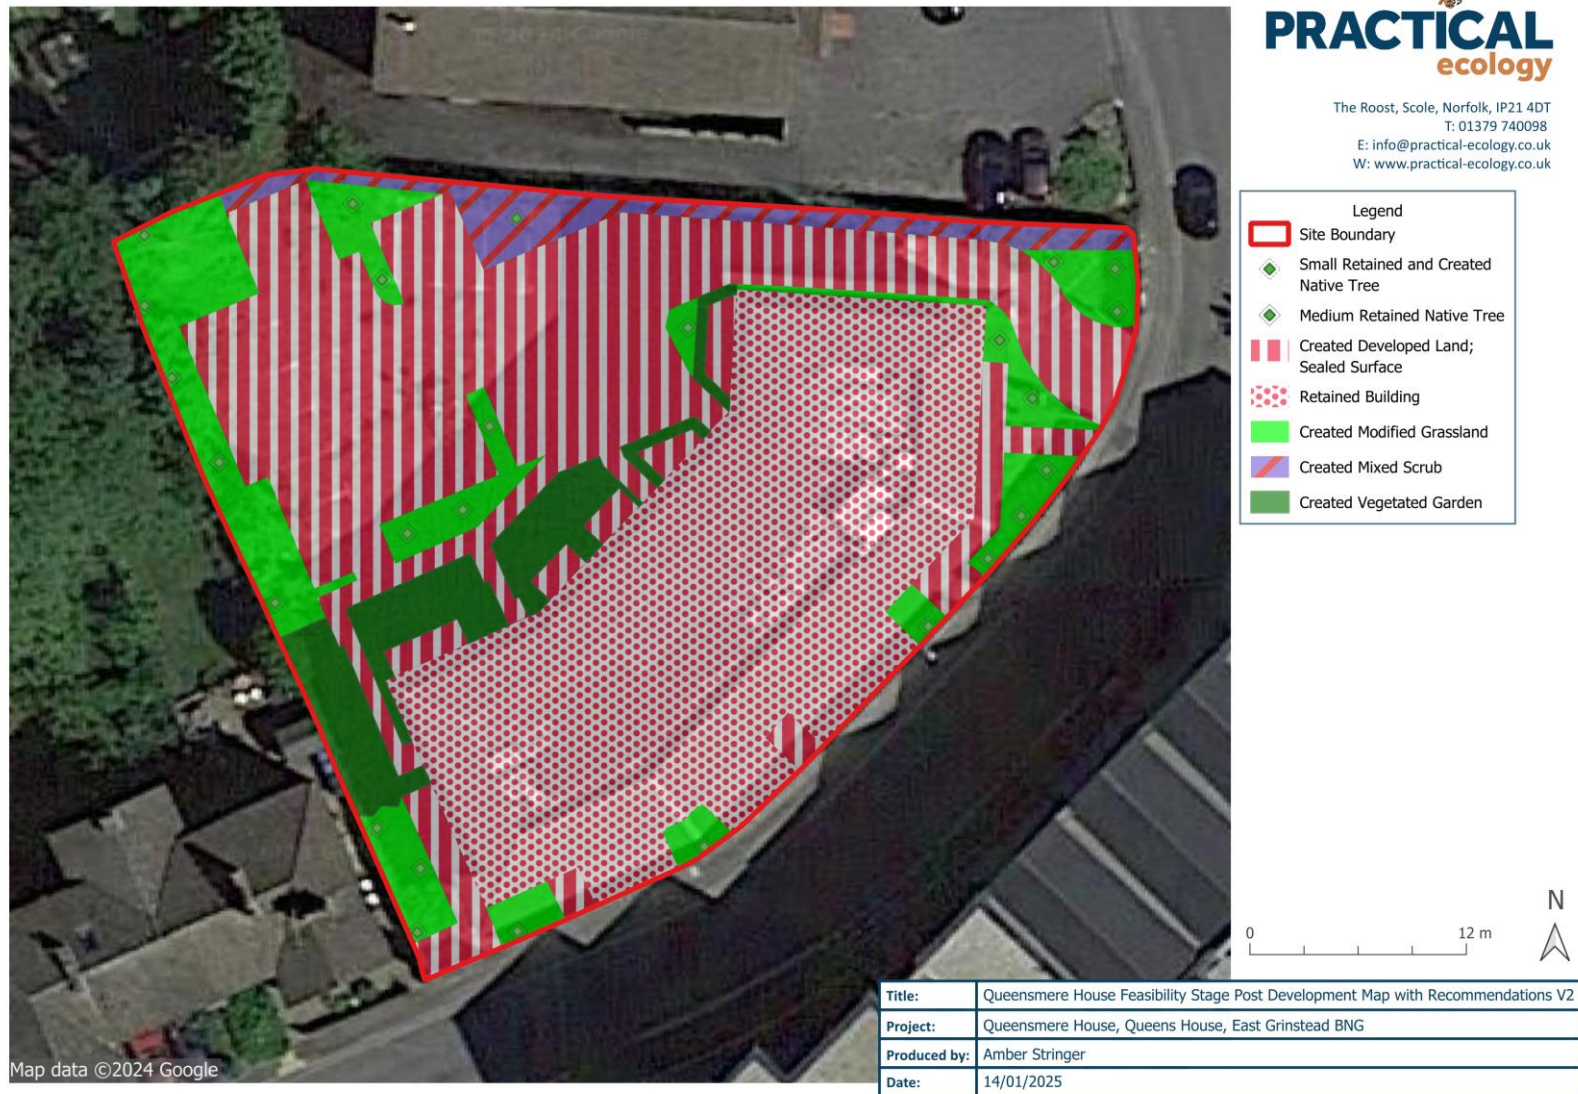 PRACTICAL
ecology
The Roost, Scole, Norfolk, IP21 4DT
T: 01379 740098
E: info@practical-ecology.co.uk
W: www.practical-ecology.co.uk
Legend
Site Boundary
Small Retained and Created
Native Tree
Medium Retained Native Tree
Created Developed Land;
Sealed Surface
Retained Building
Created Modified Grassland
Created Mixed Scrub
Created Vegetated Garden
N
0 12 m
Title: Queensmere House Feasibility Stage Post Development Map with Recommendations V2
Project: Queensmere House, Queens House, East Grinstead BNG
Produced by: Amber Stringer
Date: 14/01/2025
Map data ©2024 Google